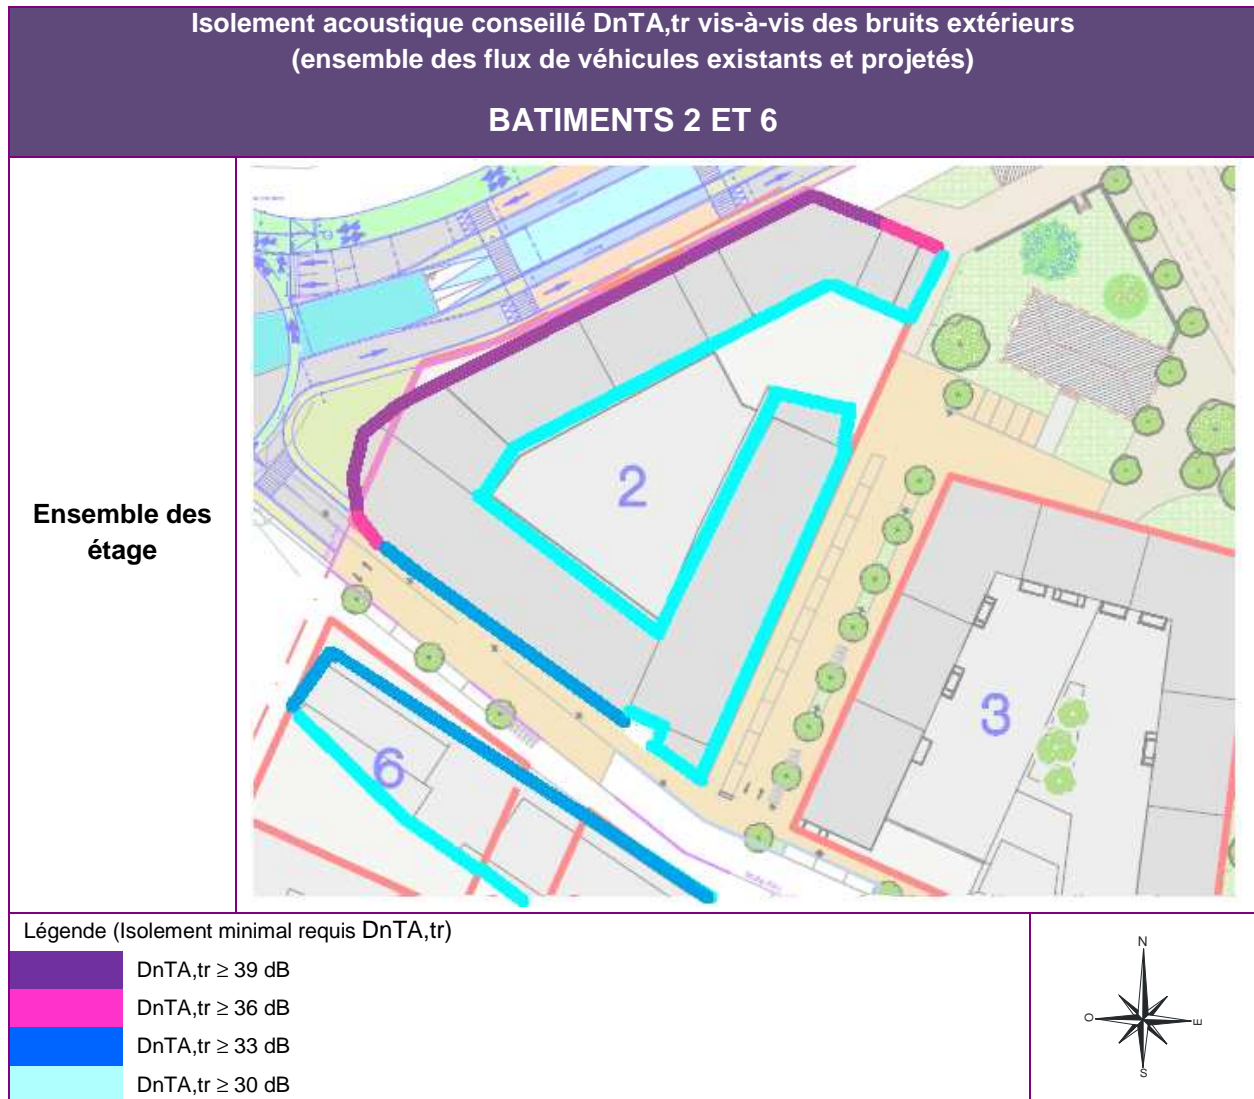 Isolement acoustique conseillé DnTA,tr vis-à-vis des bruits extérieurs
(ensemble des flux de véhicules existants et projetés)
BATIMENTS 2 ET 6
Ensemble des
étage
2
3
6
Légende (Isolement minimal requis DnTA,tr)
DnTA,tr ≥ 39 dB
DnTA,tr ≥ 36 dB
DnTA,tr ≥ 33 dB
DnTA,tr ≥ 30 dB
N
O
E
S